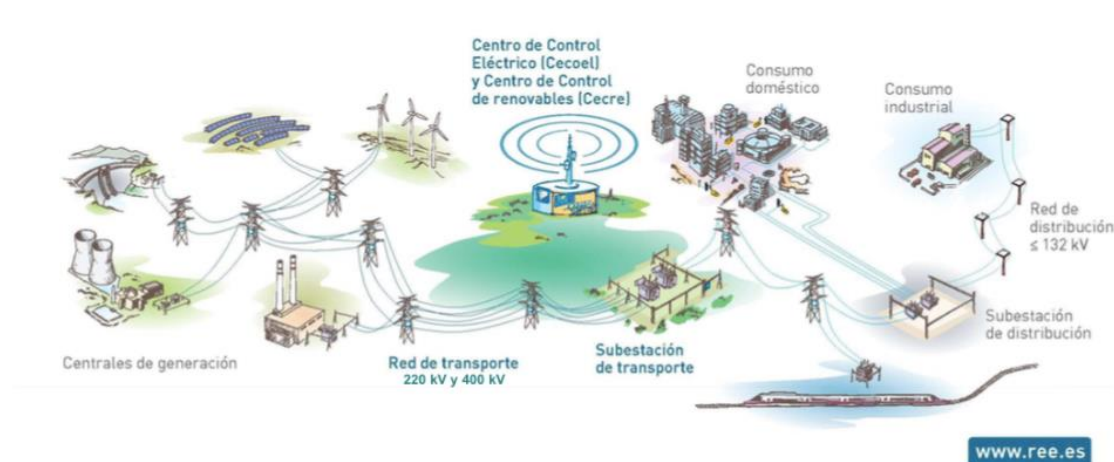 Centro de Control
Eléctrico (Cecoel)
y Centro de Control
de renovables (Cecre)
Consumo
doméstico
Consumo
industrial
Red de
distribución
≤ 132 kV
Subestación
de distribución
Centrales de generación
Red de transporte
220 kV y 400 kV
Subestación
de transporte
www.ree.es